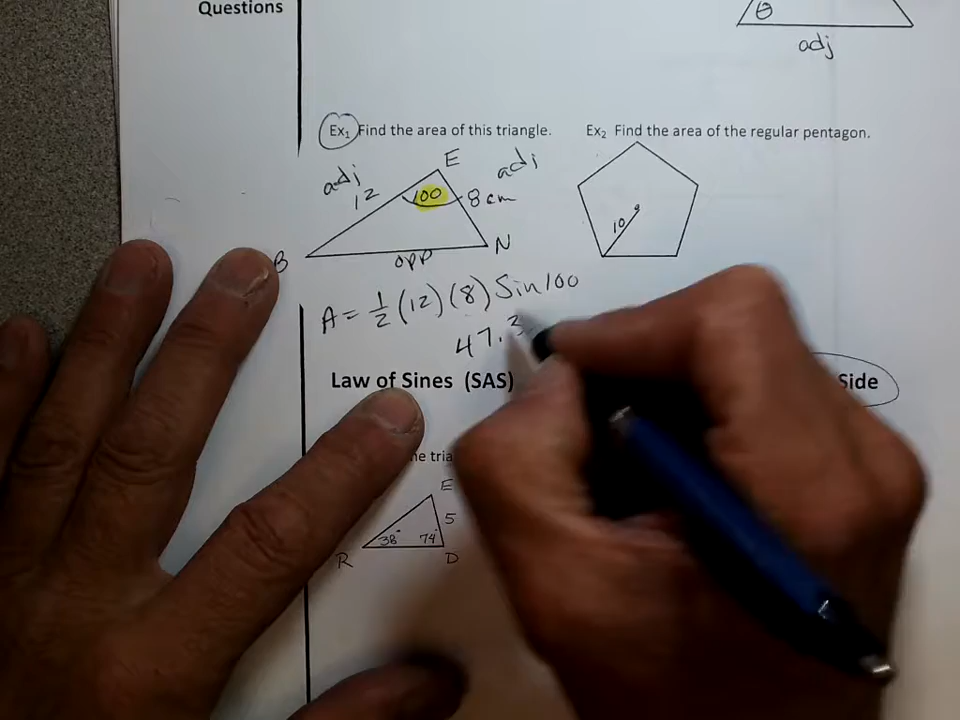 Questions
θ
adj
Ex1 Find the area of this triangle.
Ex2 Find the area of the regular pentagon.
E
adj
adj
12
100
8 cm
10
B
opp
N
A = 1/2 (12)(8) Sin100
47.3
Law of Sines (SAS)
Side
E
5
38°
74°
R
D